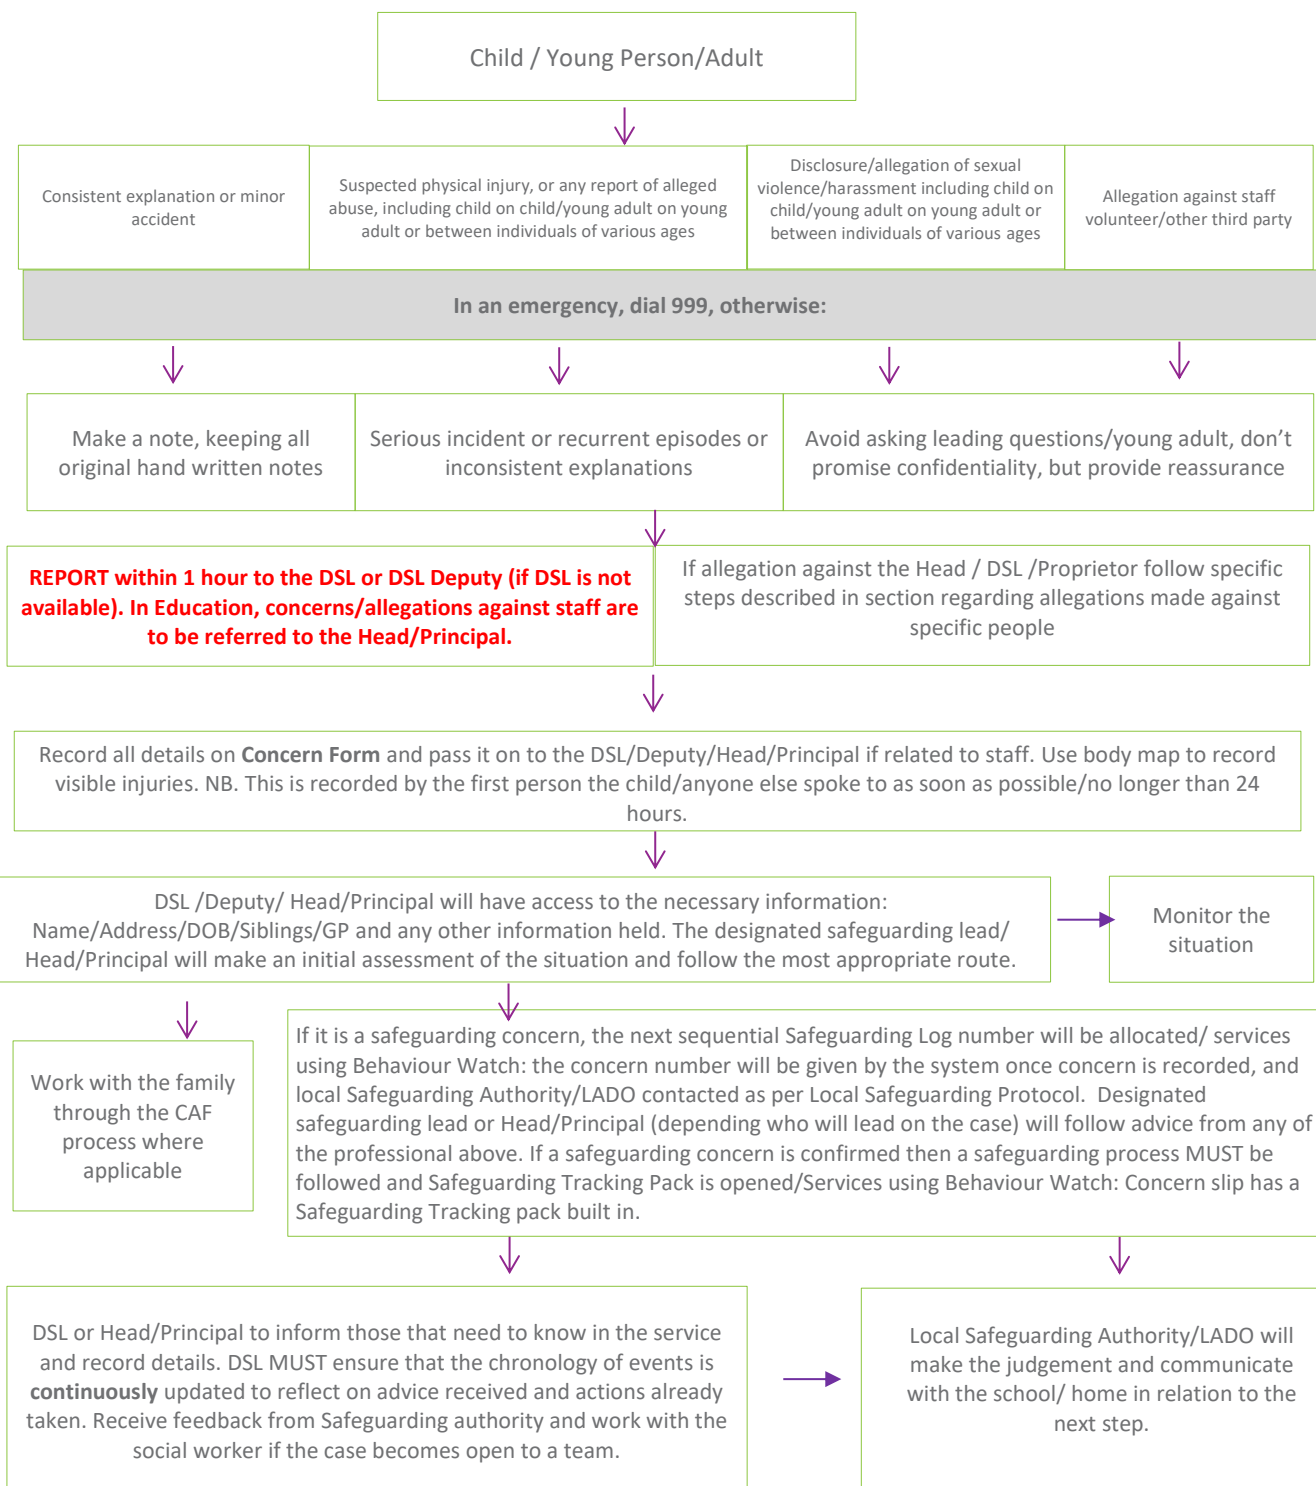 Child / Young Person/Adult
Consistent explanation or minor
accident
Suspected physical injury, or any report of alleged
abuse, including child on child/young adult on young
adult or between individuals of various ages
Disclosure/allegation of sexual
violence/harassment including child on
child/young adult on young adult or
between individuals of various ages
Allegation against staff
volunteer/other third party
In an emergency, dial 999, otherwise:
Make a note, keeping all
original hand written notes
Serious incident or recurrent episodes or
inconsistent explanations
Avoid asking leading questions/young adult, don’t
promise confidentiality, but provide reassurance
REPORT within 1 hour to the DSL or DSL Deputy (if DSL is not
available). In Education, concerns/allegations against staff are
to be referred to the Head/Principal.
If allegation against the Head / DSL /Proprietor follow specific
steps described in section regarding allegations made against
specific people
Record all details on Concern Form and pass it on to the DSL/Deputy/Head/Principal if related to staff. Use body map to record
visible injuries. NB. This is recorded by the first person the child/anyone else spoke to as soon as possible/no longer than 24
hours.
DSL /Deputy/ Head/Principal will have access to the necessary information:
Name/Address/DOB/Siblings/GP and any other information held. The designated safeguarding lead/
Head/Principal will make an initial assessment of the situation and follow the most appropriate route.
Monitor the
situation
Work with the family
through the CAF
process where
applicable
If it is a safeguarding concern, the next sequential Safeguarding Log number will be allocated/ services
using Behaviour Watch: the concern number will be given by the system once concern is recorded, and
local Safeguarding Authority/LADO contacted as per Local Safeguarding Protocol.  Designated
safeguarding lead or Head/Principal (depending who will lead on the case) will follow advice from any of
the professional above. If a safeguarding concern is confirmed then a safeguarding process MUST be
followed and Safeguarding Tracking Pack is opened/Services using Behaviour Watch: Concern slip has a
Safeguarding Tracking pack built in.
DSL or Head/Principal to inform those that need to know in the service
and record details. DSL MUST ensure that the chronology of events is
continuously updated to reflect on advice received and actions already
taken. Receive feedback from Safeguarding authority and work with the
social worker if the case becomes open to a team.
Local Safeguarding Authority/LADO will
make the judgement and communicate
with the school/ home in relation to the
next step.